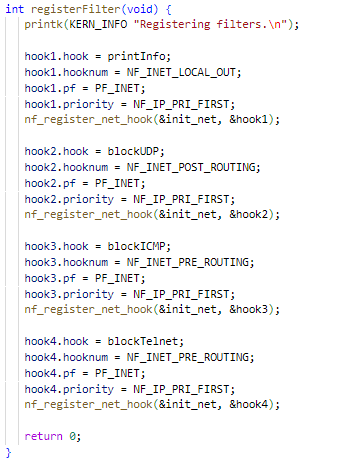 int registerFilter(void) {
printk(KERN_INFO "Registering filters.\n");
hook1.hook = printInfo;
hook1.hooknum = NF_INET_LOCAL_OUT;
hook1.pf = PF_INET;
hook1.priority = NF_IP_PRI_FIRST;
nf_register_net_hook(&init_net, &hook1);
hook2.hook = blockUDP;
hook2.hooknum = NF_INET_POST_ROUTING;
hook2.pf = PF_INET;
hook2.priority = NF_IP_PRI_FIRST;
nf_register_net_hook(&init_net, &hook2);
hook3.hook = blockICMP;
hook3.hooknum = NF_INET_PRE_ROUTING;
hook3.pf = PF_INET;
hook3.priority = NF_IP_PRI_FIRST;
nf_register_net_hook(&init_net, &hook3);
hook4.hook = blockTelnet;
hook4.hooknum = NF_INET_PRE_ROUTING;
hook4.pf = PF_INET;
hook4.priority = NF_IP_PRI_FIRST;
nf_register_net_hook(&init_net, &hook4);
return 0;
}